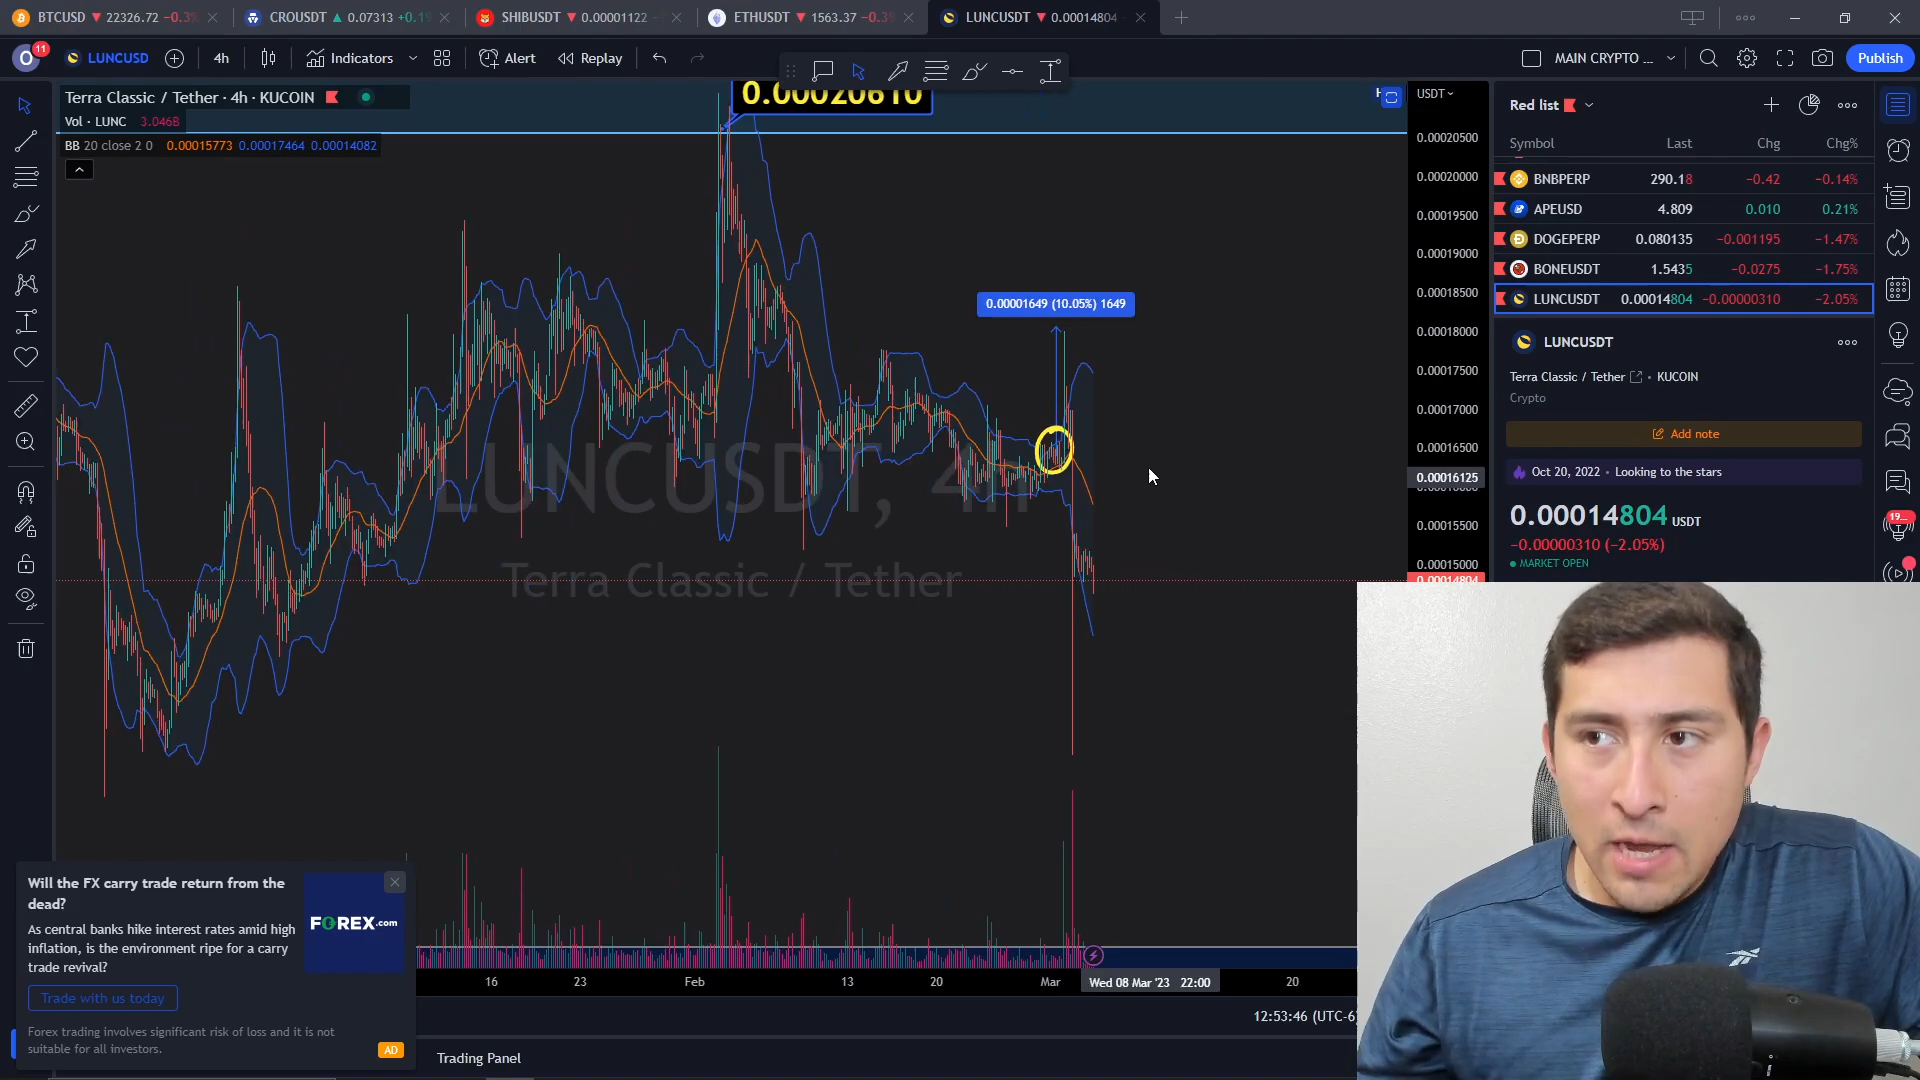 BTCUSD ▼ 22326.72 −0.3%
CROUSDT ▲ 0.07313 +0.19
SHIBUSDT ▼ 0.00001122
ETHUSDT ▼ 1563.37 −0.3
LUNCUSDT ▼ 0.00014804
O
11
LUNCUSD
4h
Indicators
Alert
Replay
MAIN CRYPTO ...
Publish
Terra Classic / Tether · 4h · KUCOIN
Vol · LUNC 3.046B
BB 20 close 2 0 0.00015773 0.00017464 0.00014082
0.00020610
0.00001649 (10.05%) 1649
LUNCUSDT, 4h
Terra Classic / Tether
USDT
0.00020500
0.00020000
0.00019500
0.00019000
0.00018500
0.00018000
0.00017500
0.00017000
0.00016500
0.00016125
0.00015500
0.00015000
0.00014804
Red list
Symbol Last Chg Chg%
BNBPERP 290.18 −0.42 −0.14%
APEUSD 4.809 0.010 0.21%
DOGEPERP 0.080135 −0.001195 −1.47%
BONEUSDT 1.5435 −0.0275 −1.75%
LUNCUSDT 0.00014804 −0.00000310 −2.05%
LUNCUSDT
Terra Classic / Tether · KUCOIN
Crypto
Add note
Oct 20, 2022 · Looking to the stars
0.00014804 USDT
−0.00000310 (−2.05%)
MARKET OPEN
19...
Will the FX carry trade return from the
dead?
As central banks hike interest rates amid high
inflation, is the environment ripe for a carry
trade revival?
FOREX.com
Trade with us today
Forex trading involves significant risk of loss and it is not
suitable for all investors.
AD
16 23 Feb 13 20 Mar Wed 08 Mar '23 22:00 20
12:53:46 (UTC-6
Trading Panel